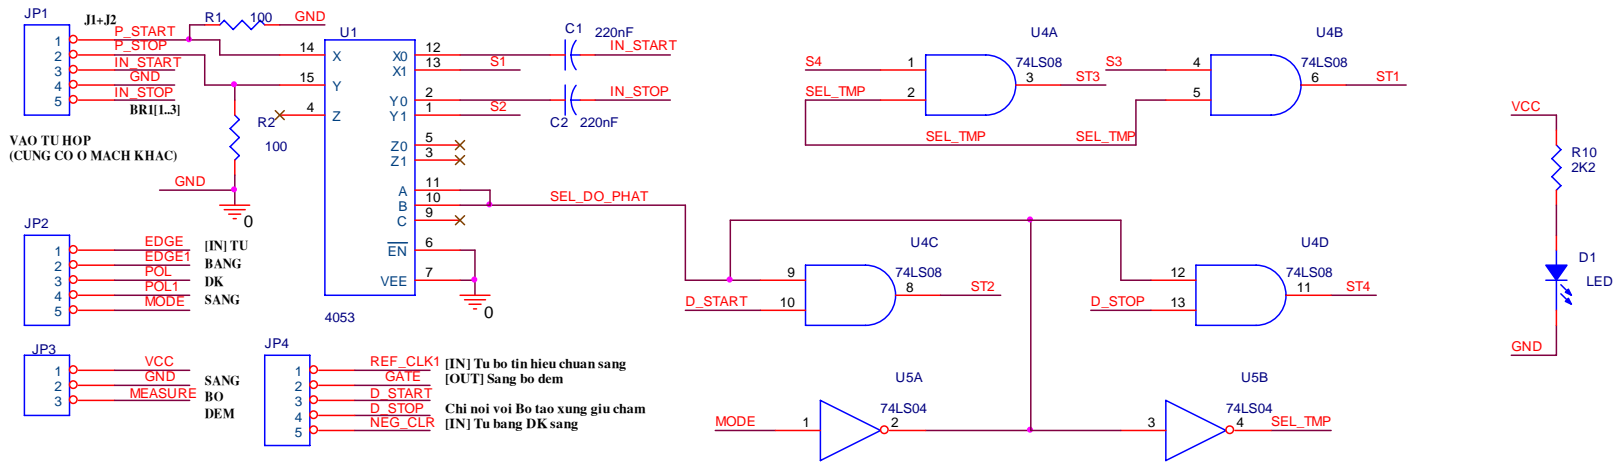 JP1
J1+J2
1
2
3
4
5
P_START
P_STOP
IN_START
GND
IN_STOP
BR1[1..3]
VAO TU HOP
(CUNG CO O MACH KHAC)
R1
100
GND
R2
100
GND
0
U1
14
15
4
X
Y
Z
X0
X1
Y0
Y1
Z0
Z1
A
B
C
EN
VEE
12
13
2
1
5
3
11
10
9
6
7
4053
S1
S2
C1
220nF
IN_START
IN_STOP
C2
220nF
0
SEL_DO_PHAT
JP2
1
2
3
4
5
EDGE
EDGE1
POL
POL1
MODE
[IN] TU
BANG
DK
SANG
JP3
1
2
3
VCC
GND
MEASURE
SANG
BO
DEM
JP4
1
2
3
4
5
REF_CLK1
GATE
D_START
D_STOP
NEG_CLR
[IN] Tu bo tin hieu chuan sang
[OUT] Sang bo dem
Chi noi voi Bo tao xung giu cham
[IN] Tu bang DK sang
U4A
74LS08
S4
SEL_TMP
1
2
3
ST3
SEL_TMP
U4B
74LS08
S3
4
5
6
ST1
SEL_TMP
U4C
74LS08
9
10
8
D_START
ST2
U4D
74LS08
12
13
11
D_STOP
ST4
U5A
74LS04
MODE
1
2
U5B
74LS04
3
4
SEL_TMP
VCC
R10
2K2
D1
LED
GND